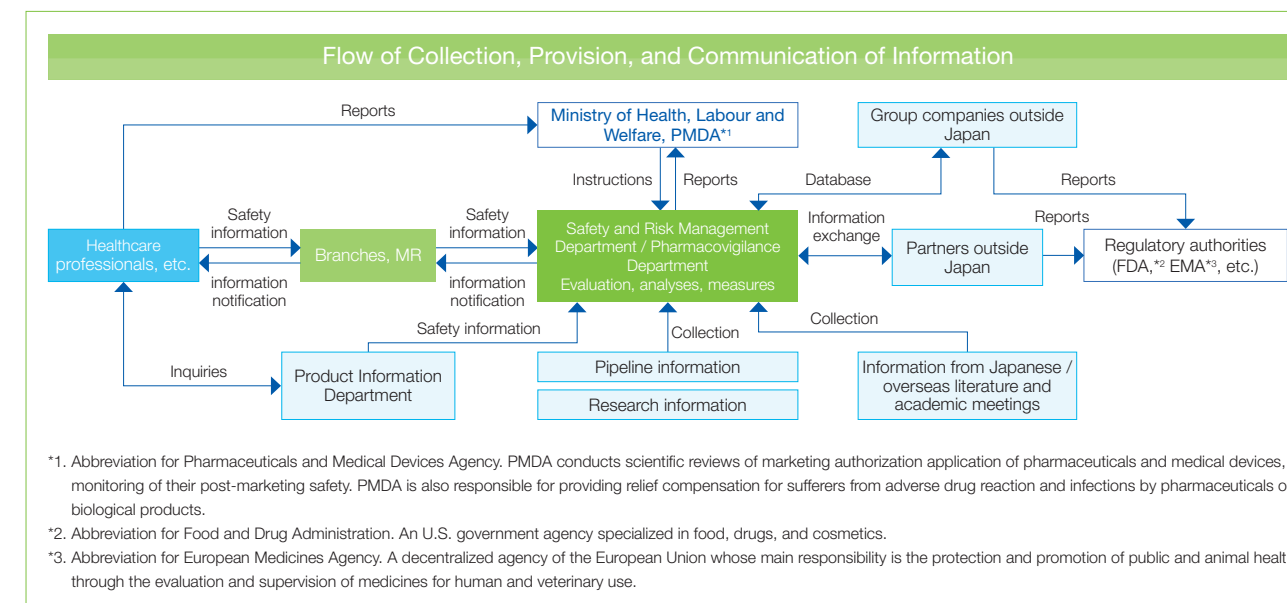 Flow of Collection, Provision, and Communication of Information
Reports
Ministry of Health, Labour and
Welfare, PMDA*1
Group companies outside
Japan
Instructions
Reports
Database
Reports
Safety
information
Safety
information
Information
exchange
Reports
Healthcare
professionals, etc.
Branches, MR
Safety and Risk Management
Department / Pharmacovigilance
Department
Evaluation, analyses, measures
Partners outside
Japan
Regulatory authorities
(FDA,*2 EMA*3, etc.)
information
notification
information
notification
Safety information
Collection
Collection
Inquiries
Product Information
Department
Pipeline information
Research information
Information from Japanese /
overseas literature and
academic meetings
*1. Abbreviation for Pharmaceuticals and Medical Devices Agency. PMDA conducts scientific reviews of marketing authorization application of pharmaceuticals and medical devices,
monitoring of their post-marketing safety. PMDA is also responsible for providing relief compensation for sufferers from adverse drug reaction and infections by pharmaceuticals o
biological products.
*2. Abbreviation for Food and Drug Administration. An U.S. government agency specialized in food, drugs, and cosmetics.
*3. Abbreviation for European Medicines Agency. A decentralized agency of the European Union whose main responsibility is the protection and promotion of public and animal healt
through the evaluation and supervision of medicines for human and veterinary use.